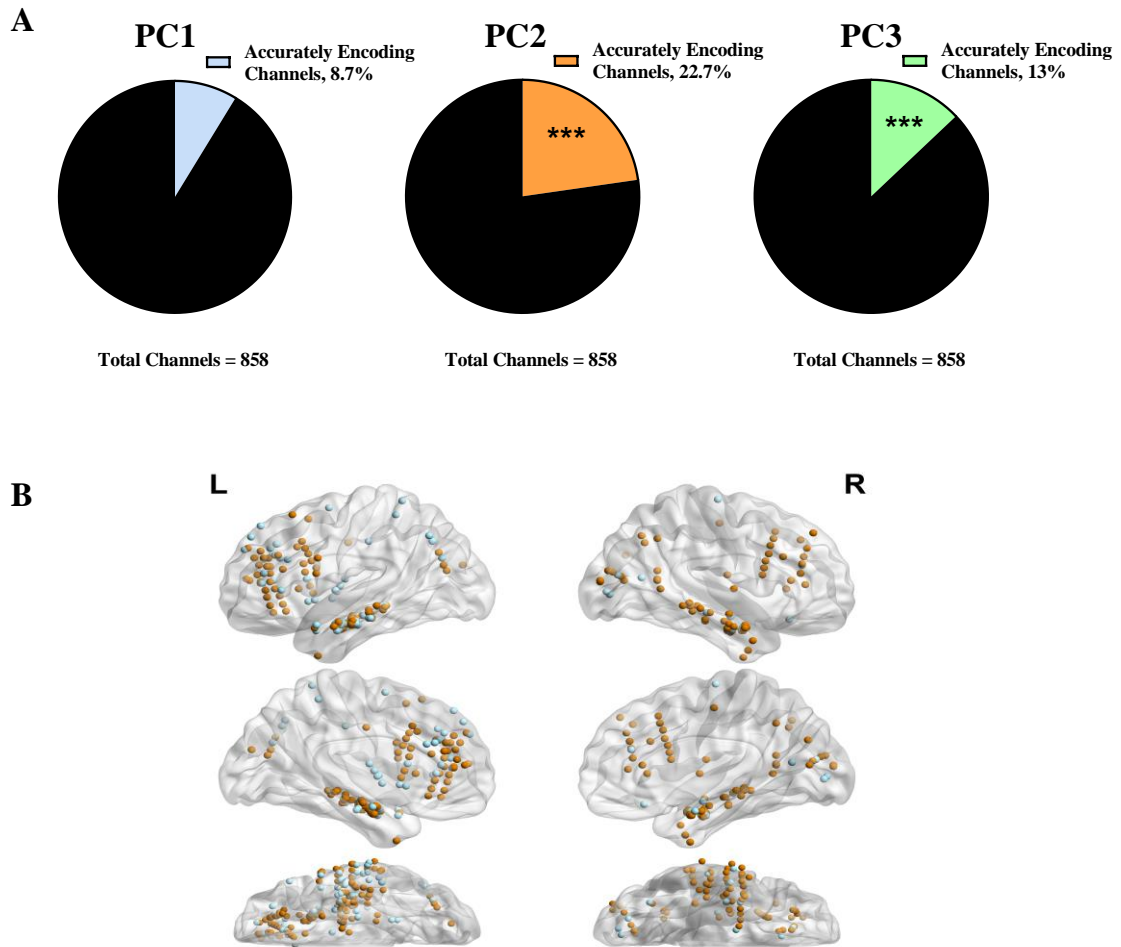 A
PC1
Accurately Encoding
Channels, 8.7%
PC2
Accurately Encoding
Channels, 22.7%
PC3
Accurately Encoding
Channels, 13%
***
***
Total Channels = 858
Total Channels = 858
Total Channels = 858
B
L
R